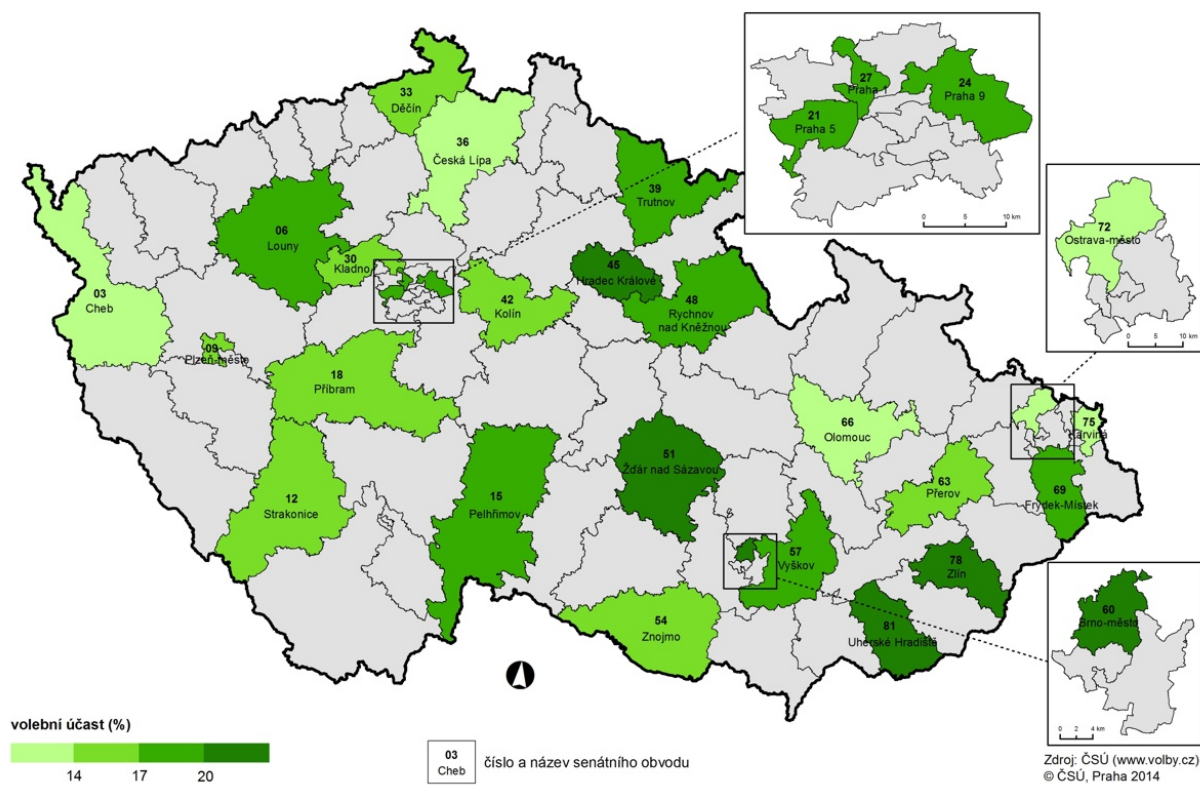 33
Děčín
36
Česká Lípa
39
Trutnov
06
Louny
30
Kladno
03
Cheb
09
Plzeň-město
42
Kolín
45
Hradec Králové
48
Rychnov
nad Kněžnou
18
Příbram
12
Strakonice
15
Pelhřimov
51
Žďár nad Sázavou
66
Olomouc
75
Karviná
63
Přerov
69
Frýdek-Místek
57
Vyškov
78
Zlín
81
Uherské Hradiště
54
Znojmo
27
Praha 1
24
Praha 9
21
Praha 5
0 5 10 km
72
Ostrava-město
0 5 10 km
60
Brno-město
0 2 4 km
volební účast (%)
14 17 20
03
Cheb
číslo a název senátního obvodu
Zdroj: ČSÚ (www.volby.cz)
© ČSÚ, Praha 2014